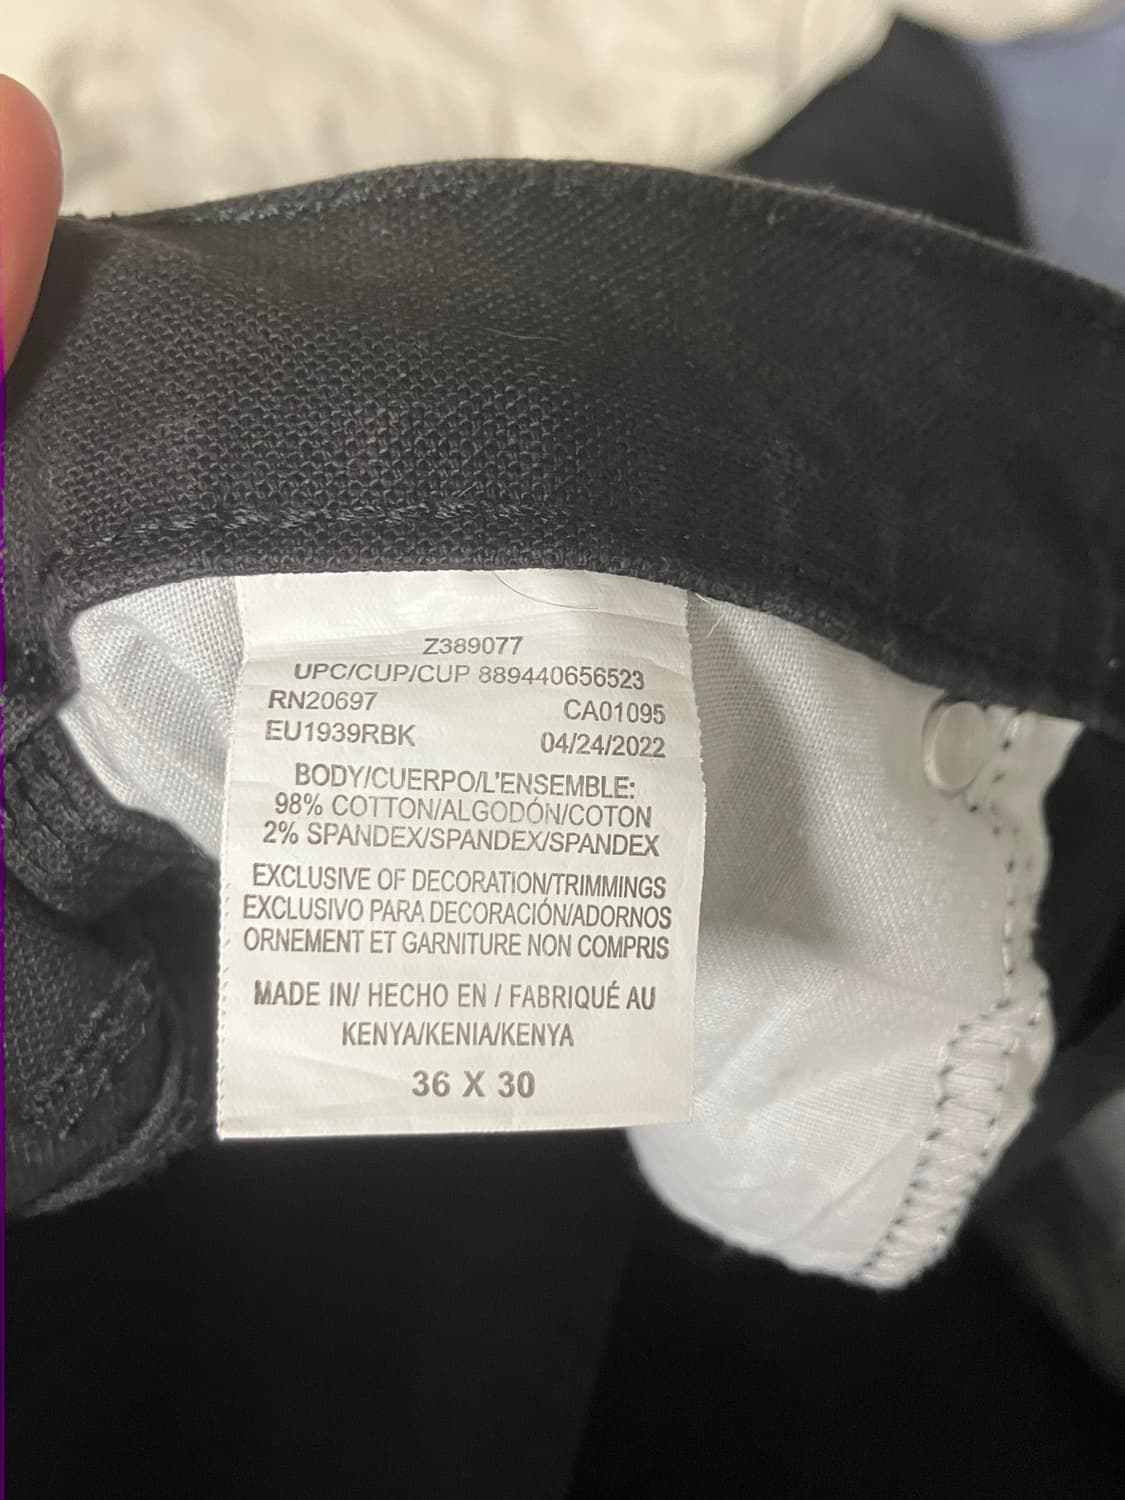 Z389077
UPC/CUP/CUP 889440656523
RN20697 CA01095
EU1939RBK 04/24/2022
BODY/CUERPO/L'ENSEMBLE:
98% COTTON/ALGODÓN/COTON
2% SPANDEX/SPANDEX/SPANDEX
EXCLUSIVE OF DECORATION/TRIMMINGS
EXCLUSIVO PARA DECORACIÓN/ADORNOS
ORNEMENT ET GARNITURE NON COMPRIS
MADE IN/ HECHO EN / FABRIQUÉ AU
KENYA/KENIA/KENYA
36 X 30